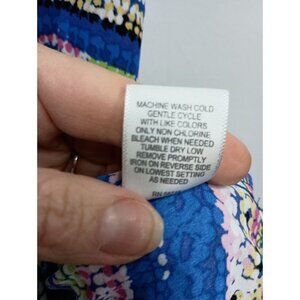 MACHINE WASH COLD
GENTLE CYCLE
WITH LIKE COLORS
ONLY NON CHLORINE
BLEACH WHEN NEEDED
TUMBLE DRY LOW
REMOVE PROMPTLY
IRON ON REVERSE SIDE
ON LOWEST SETTING
AS NEEDED
RN